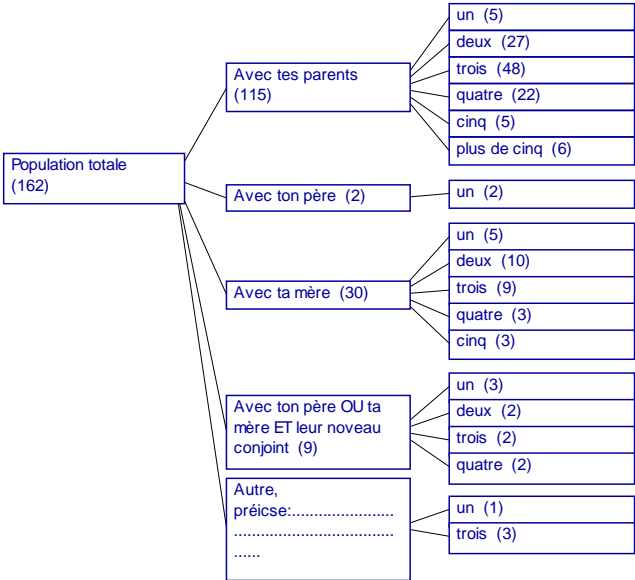 Population totale
(162)
Avec tes parents
(115)
un (5)
deux (27)
trois (48)
quatre (22)
cinq (5)
plus de cinq (6)
Avec ton père (2)
un (2)
Avec ta mère (30)
un (5)
deux (10)
trois (9)
quatre (3)
cinq (3)
Avec ton père OU ta
mère ET leur noveau
conjoint (9)
un (3)
deux (2)
trois (2)
quatre (2)
Autre,
préicse:.......................
....................................
......
un (1)
trois (3)